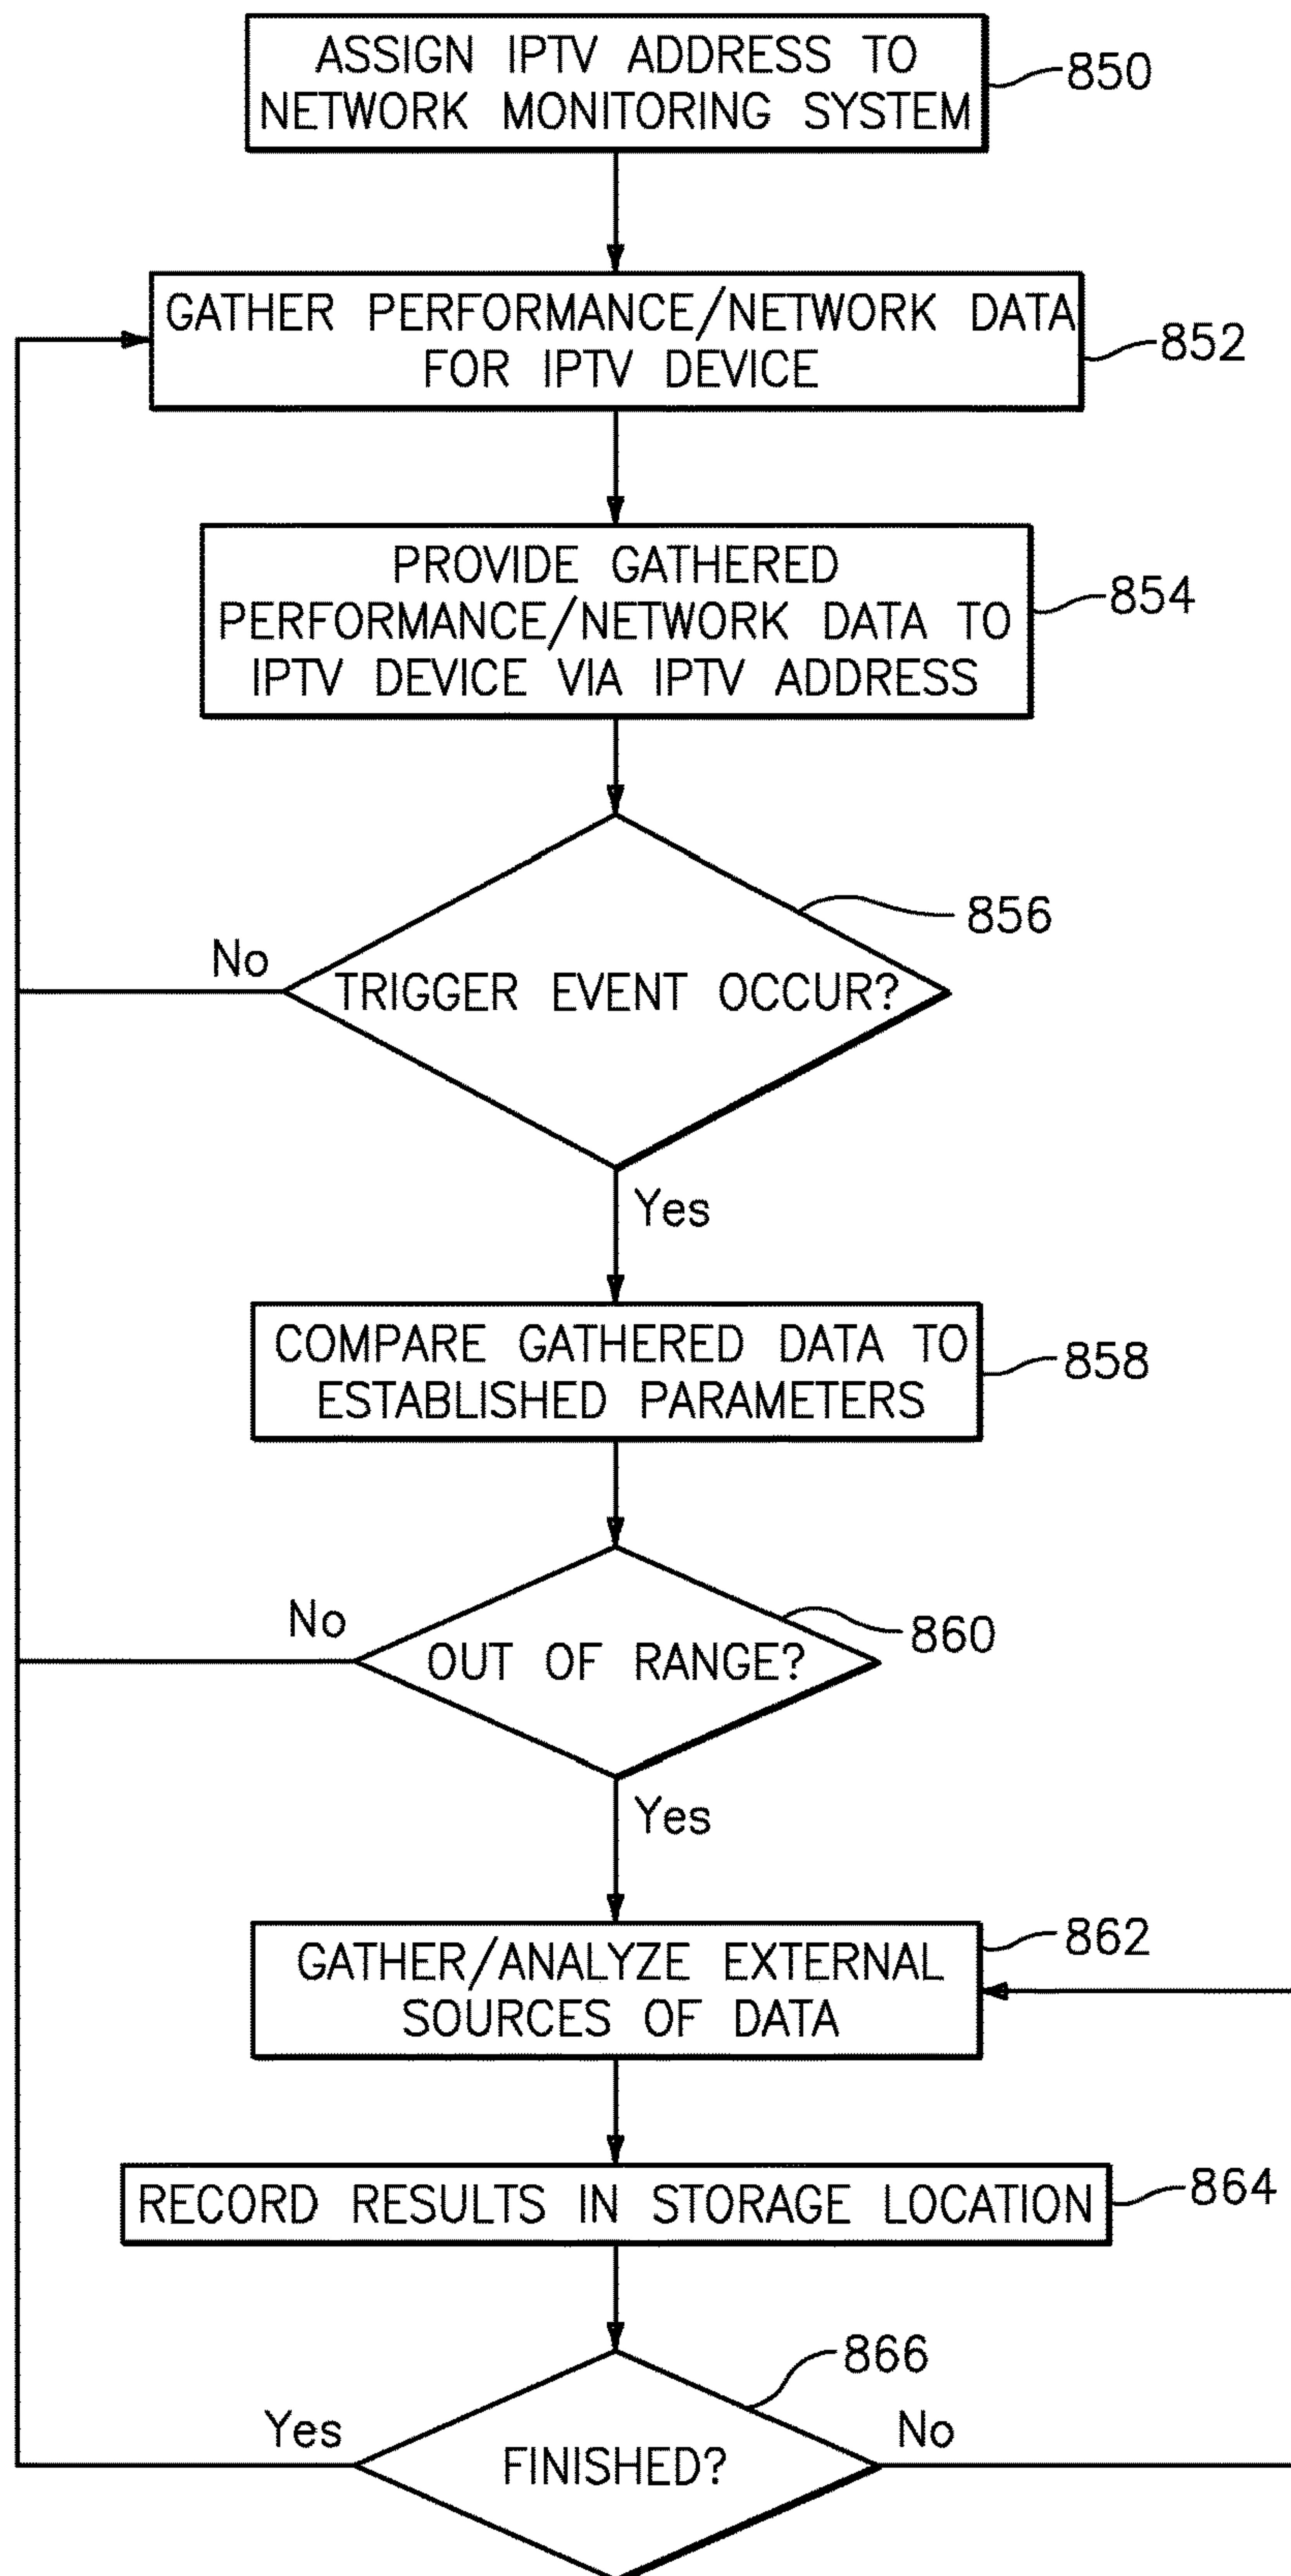 ASSIGN IPTV ADDRESS TO
NETWORK MONITORING SYSTEM
850
GATHER PERFORMANCE/NETWORK DATA
FOR IPTV DEVICE
852
PROVIDE GATHERED
PERFORMANCE/NETWORK DATA TO
IPTV DEVICE VIA IPTV ADDRESS
854
856
No
TRIGGER EVENT OCCUR?
Yes
COMPARE GATHERED DATA TO
ESTABLISHED PARAMETERS
858
No
860
OUT OF RANGE?
Yes
862
GATHER/ANALYZE EXTERNAL
SOURCES OF DATA
RECORD RESULTS IN STORAGE LOCATION
864
866
Yes
No
FINISHED?